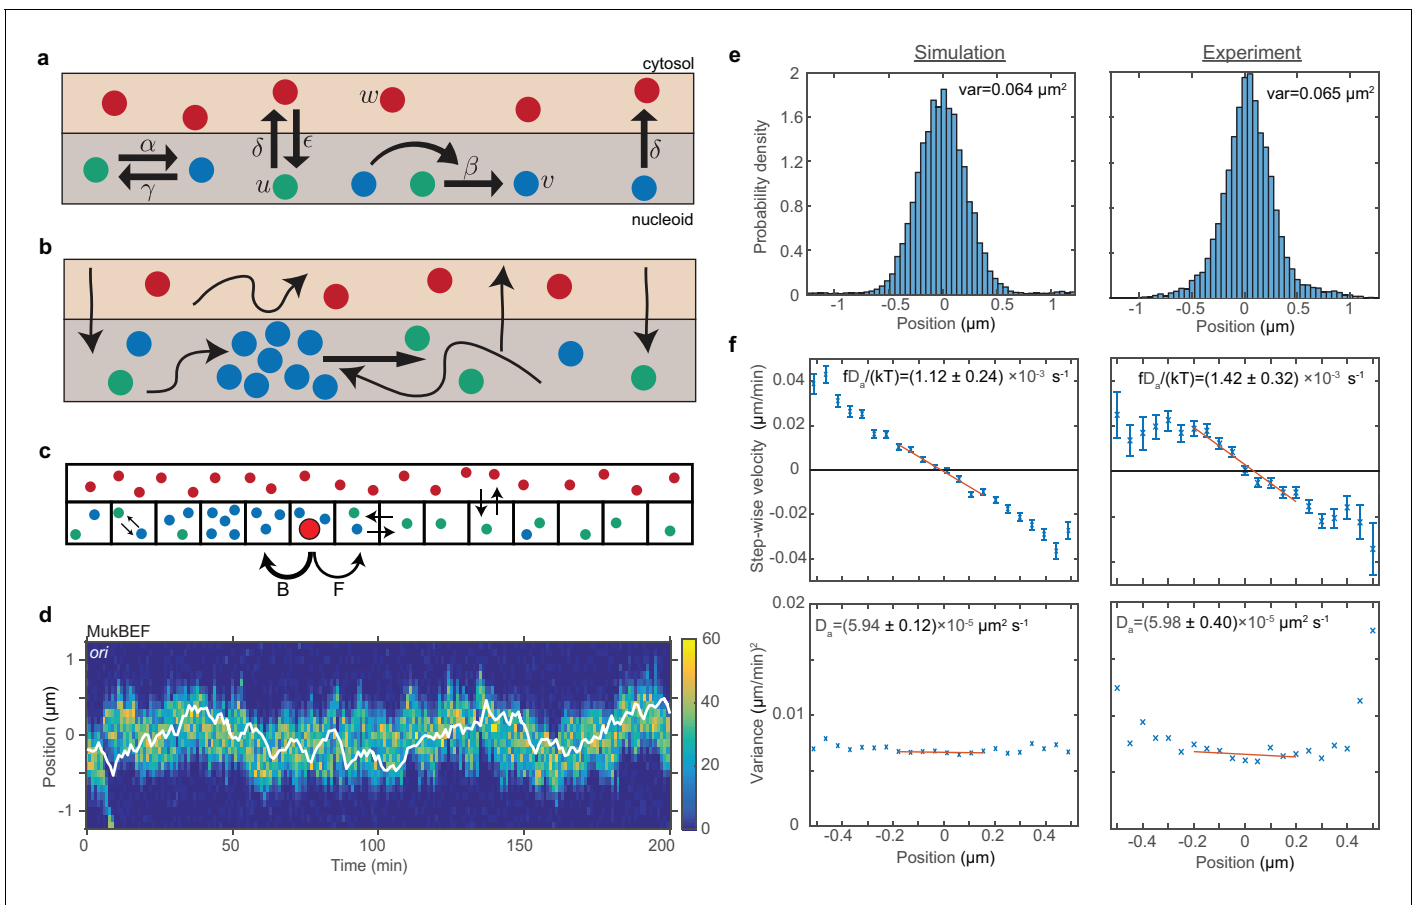 a
cytosol
w
α
γ
δ
ϵ
u
β
v
δ
nucleoid
b
c
B
F
d
MukBEF
ori
Position (μm)
1
0
-1
0
50
100
150
200
Time (min)
60
40
20
0
e
Simulation
Experiment
Probability density
2
1.6
1.2
0.8
0.4
0
var=0.064 μm²
-1
-0.5
0
0.5
1
Position (μm)
var=0.065 μm²
-1
-0.5
0
0.5
1
Position (μm)
f
Step-wise velocity (μm/min)
0.04
0.02
0
-0.02
-0.04
fDₐ/(kT)=(1.12 ± 0.24) ×10⁻³ s⁻¹
fDₐ/(kT)=(1.42 ± 0.32) ×10⁻³ s⁻¹
Variance (μm/min)²
0.02
0.01
0
Dₐ=(5.94 ± 0.12)×10⁻⁵ μm² s⁻¹
-0.4
-0.2
0
0.2
0.4
Position (μm)
Dₐ=(5.98 ± 0.40)×10⁻⁵ μm² s⁻¹
-0.4
-0.2
0
0.2
0.4
Position (μm)